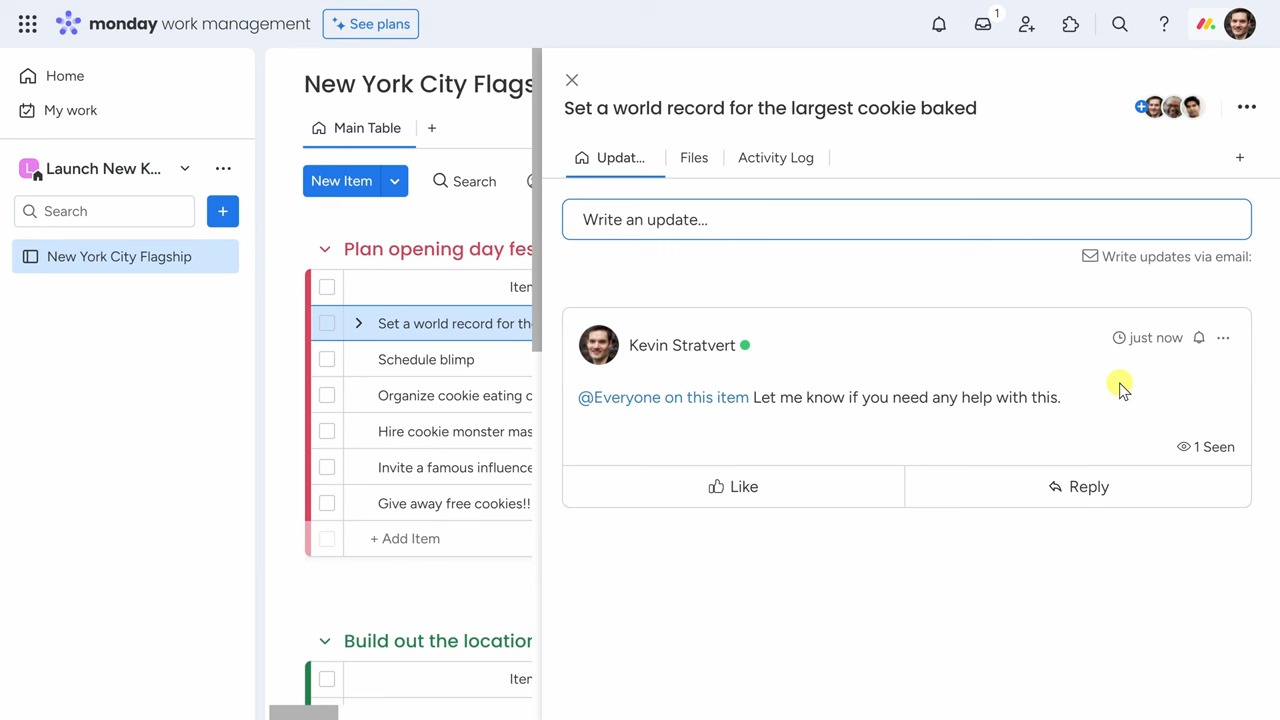 monday work management
See plans
1
Home
My work
L
Launch New K...
Search
New York City Flagship
New York City Flags
Main Table
New Item
Search
Plan opening day fes
Iten
Set a world record for th
Schedule blimp
Organize cookie eating c
Hire cookie monster mas
Invite a famous influence
Give away free cookies!!
+ Add Item
Build out the location
Iten
Set a world record for the largest cookie baked
Updat...
Files
Activity Log
Write an update...
Write updates via email:
Kevin Stratvert
just now
@Everyone on this item Let me know if you need any help with this.
1 Seen
Like
Reply